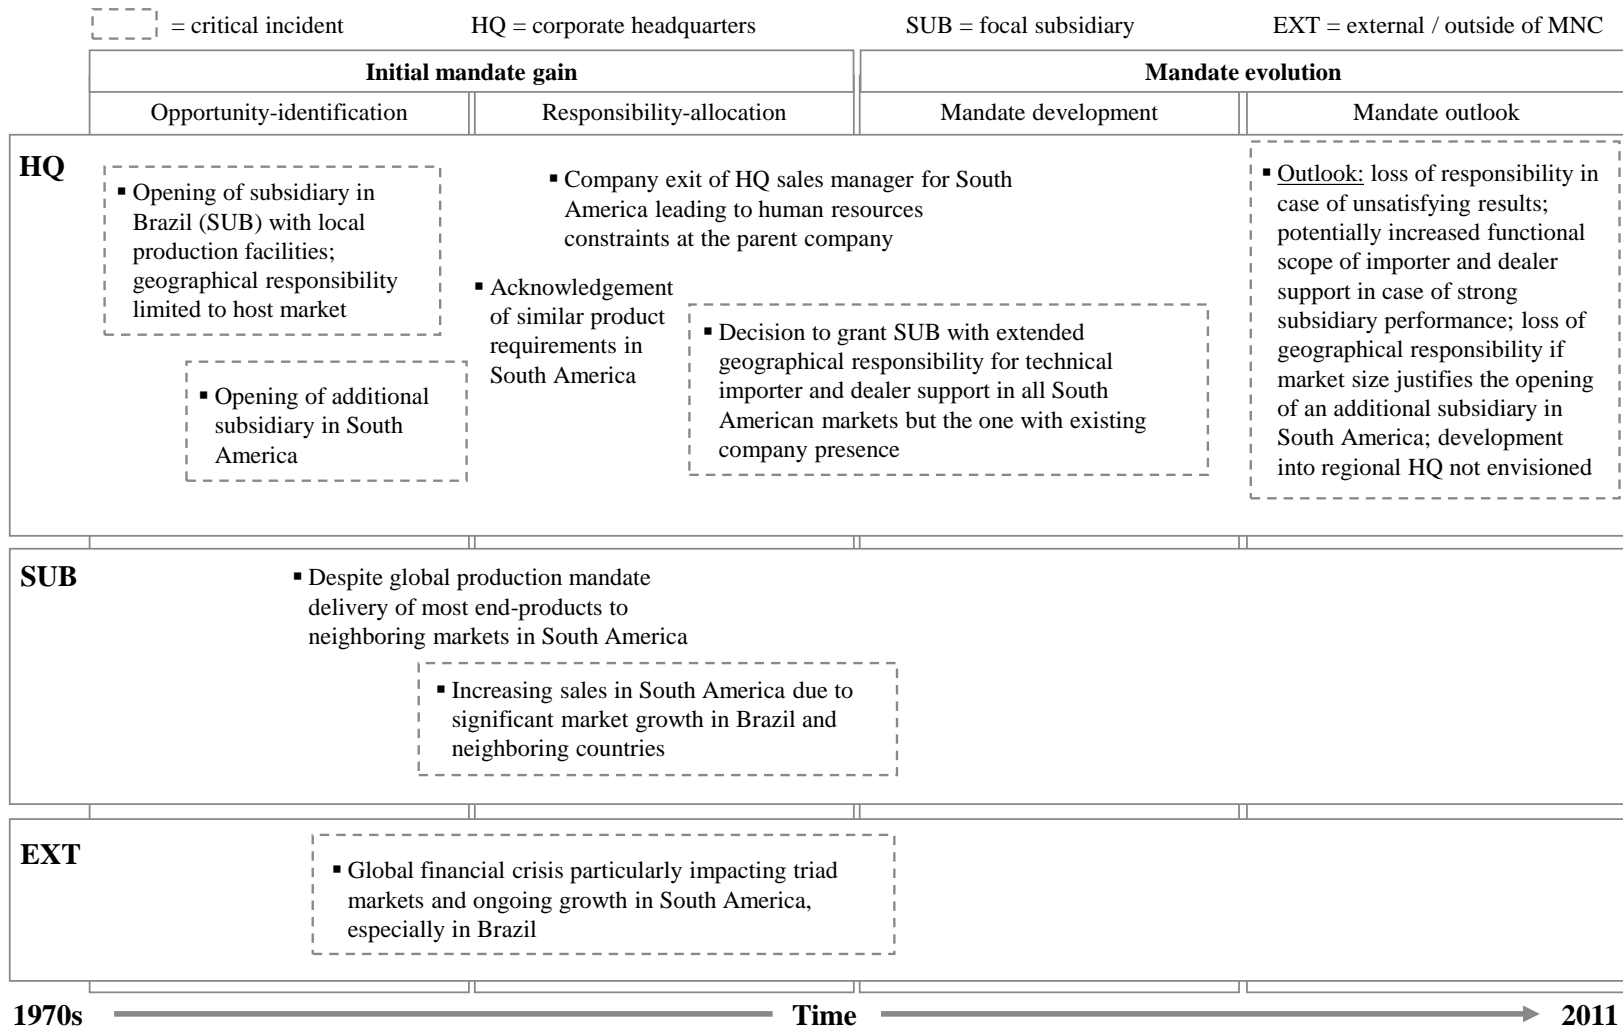 = critical incident
HQ = corporate headquarters
SUB = focal subsidiary
EXT = external / outside of MNC
Initial mandate gain
Mandate evolution
Opportunity-identification
Responsibility-allocation
Mandate development
Mandate outlook
HQ
▪ Opening of subsidiary in
Brazil (SUB) with local
production facilities;
geographical responsibility
limited to host market
▪ Opening of additional
subsidiary in South
America
▪ Company exit of HQ sales manager for South
America leading to human resources
constraints at the parent company
▪ Acknowledgement
of similar product
requirements in
South America
▪ Decision to grant SUB with extended
geographical responsibility for technical
importer and dealer support in all South
American markets but the one with existing
company presence
▪ Outlook: loss of responsibility in
case of unsatisfying results;
potentially increased functional
scope of importer and dealer
support in case of strong
subsidiary performance; loss of
geographical responsibility if
market size justifies the opening
of an additional subsidiary in
South America; development
into regional HQ not envisioned
SUB
▪ Despite global production mandate
delivery of most end-products to
neighboring markets in South America
▪ Increasing sales in South America due to
significant market growth in Brazil and
neighboring countries
EXT
▪ Global financial crisis particularly impacting triad
markets and ongoing growth in South America,
especially in Brazil
1970s
Time
2011